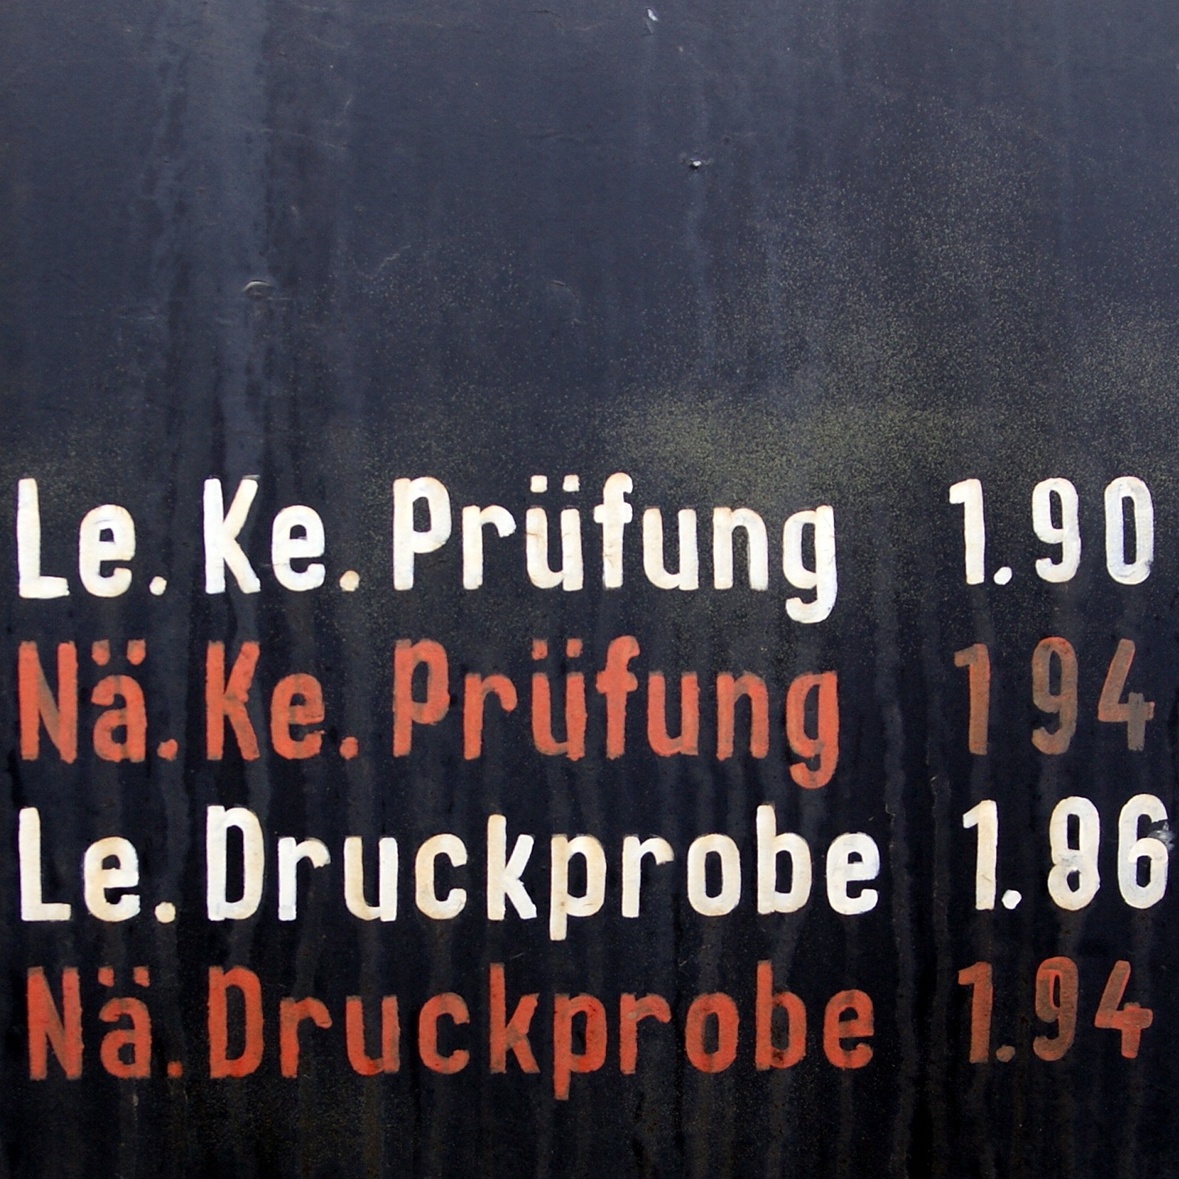 Le. Ke. Prüfung 1.90
Nä. Ke. Prüfung 1 94
Le. Druckprobe 1.86
Nä. Druckprobe 1.94